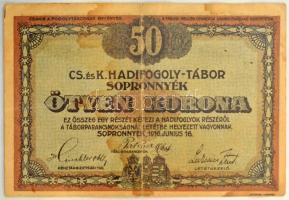 50
CS. és K. HADIFOGOLY-TÁBOR
SOPRONNYÉK
ÖTVEN KORONA
EZ ÖSSZEG EGY RÉSZÉT KÉPEZI A HADIFOGLYOK RÉSZÉRŐL
A TÁBORPARANCSNOKSÁGNÁL LETÉTBE HELYEZETT VAGYONNAK.
SOPRONNYÉK, 1916. JUNIUS 16.